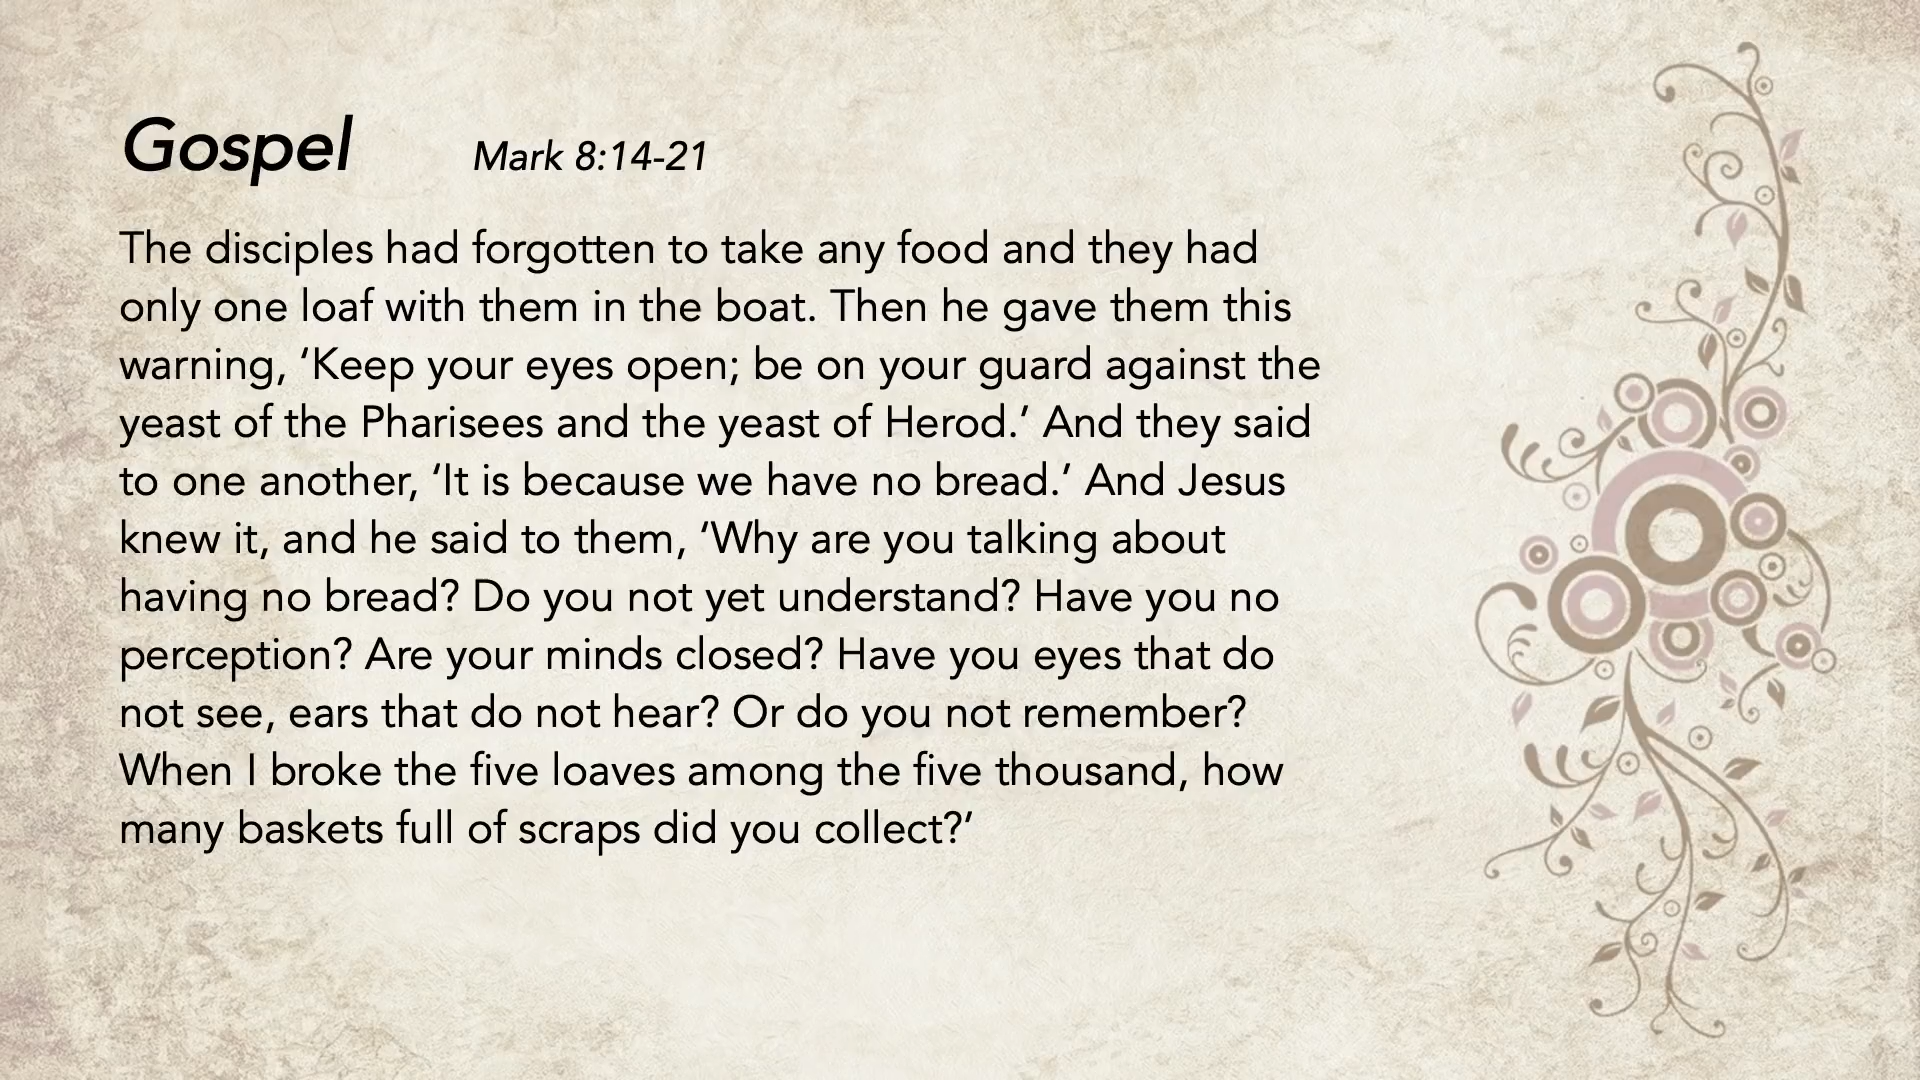 Gospel Mark 8:14-21
The disciples had forgotten to take any food and they had
only one loaf with them in the boat. Then he gave them this
warning, ‘Keep your eyes open; be on your guard against the
yeast of the Pharisees and the yeast of Herod.’ And they said
to one another, ‘It is because we have no bread.’ And Jesus
knew it, and he said to them, ‘Why are you talking about
having no bread? Do you not yet understand? Have you no
perception? Are your minds closed? Have you eyes that do
not see, ears that do not hear? Or do you not remember?
When I broke the five loaves among the five thousand, how
many baskets full of scraps did you collect?’